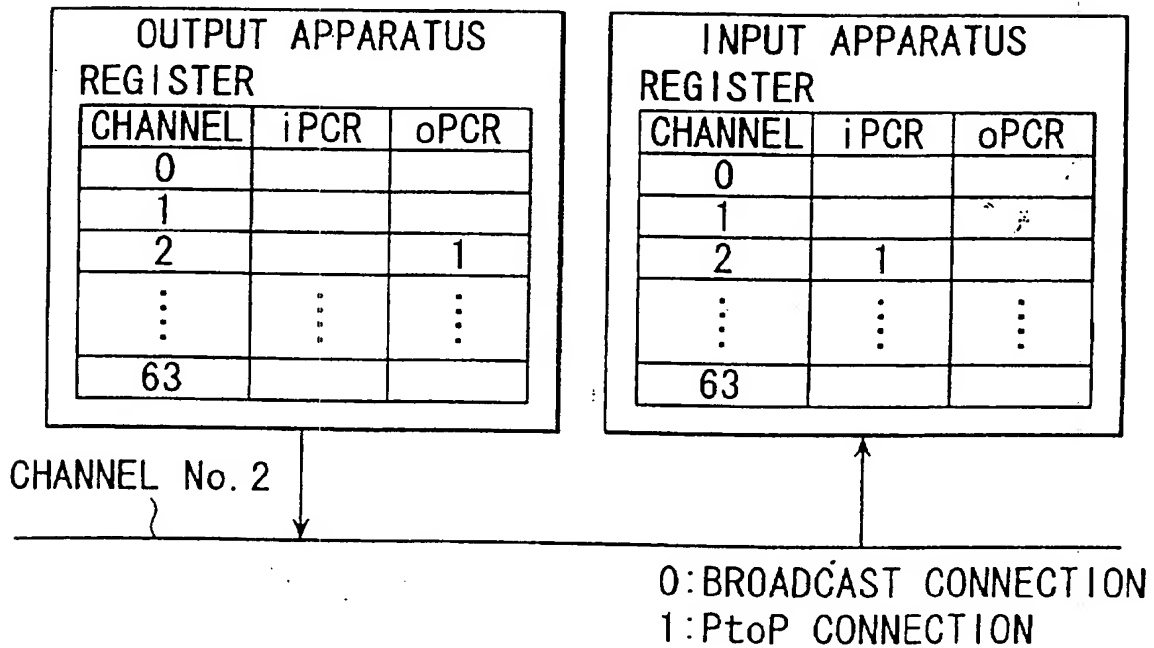 OUTPUT APPARATUS
REGISTER
CHANNEL iPCR oPCR
0
1
2 1
63
INPUT APPARATUS
REGISTER
CHANNEL iPCR oPCR
0
1
2 1
63
CHANNEL No. 2
0:BROADCAST CONNECTION
1:PtoP CONNECTION